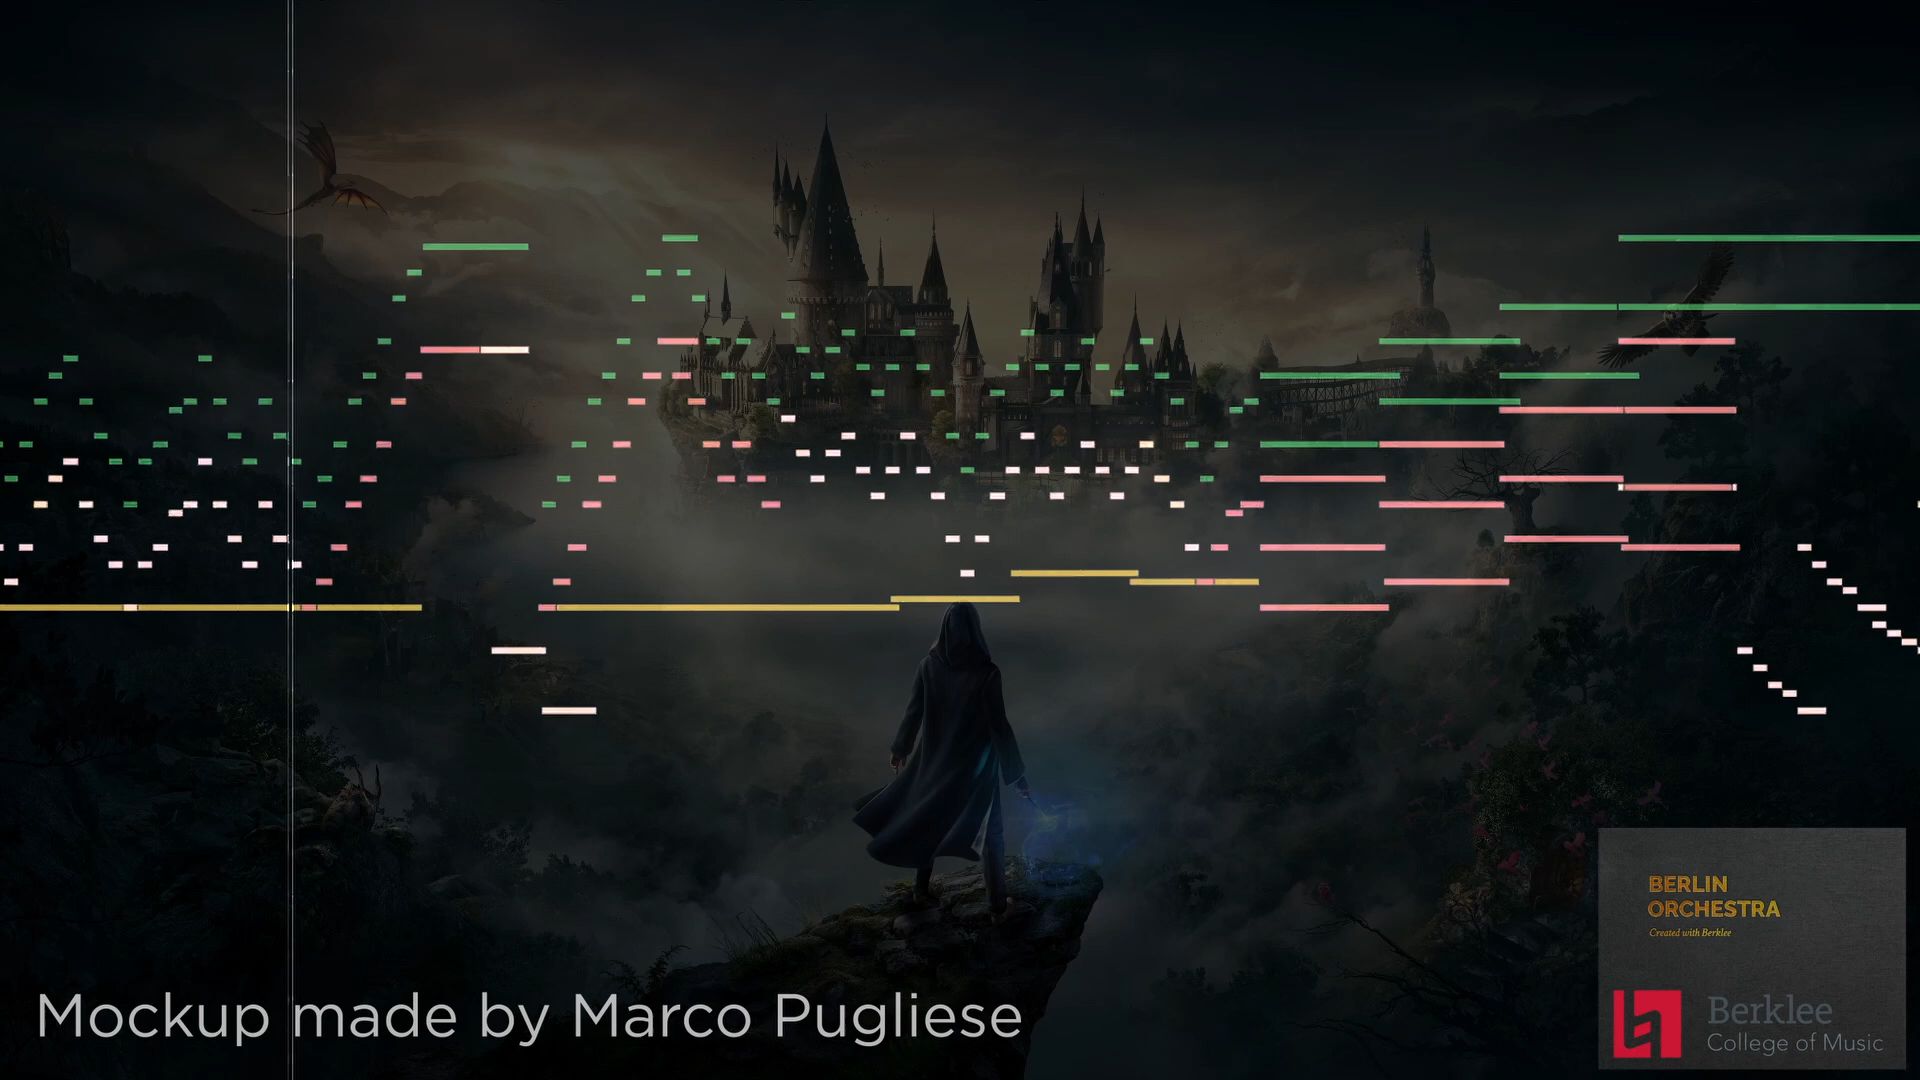 BERLIN
ORCHESTRA
Created with Berklee
Mockup made by Marco Pugliese
Berklee
College of Music